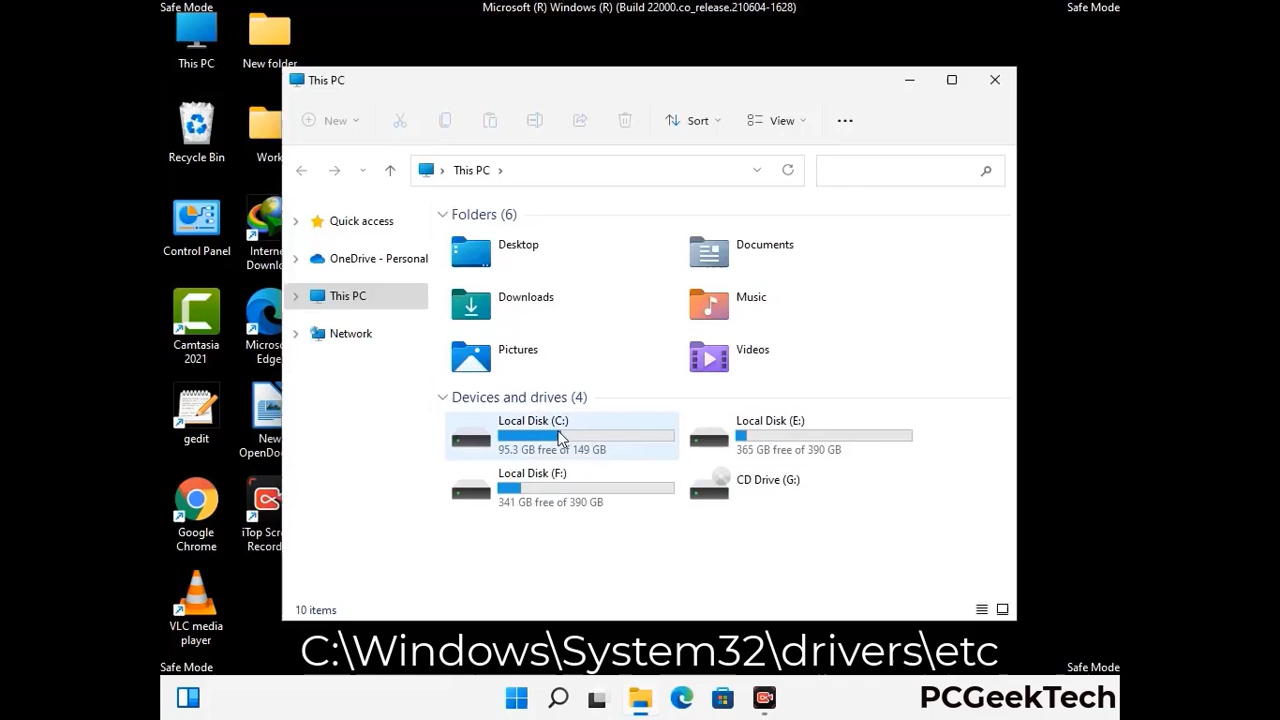 Safe Mode
Microsoft (R) Windows (R) (Build 22000.co_release.210604-1628)
Safe Mode
This PC
New folder
Recycle Bin
Work
Control Panel
Intern
Downlo
Camtasia
2021
Micros
Edge
gedit
New
OpenDo
Google
Chrome
iTop Scr
Record
VLC media
player
This PC
New
Sort
View
This PC
Quick access
OneDrive - Personal
This PC
Network
Folders (6)
Desktop
Documents
Downloads
Music
Pictures
Videos
Devices and drives (4)
Local Disk (C:)
95.3 GB free of 149 GB
Local Disk (E:)
365 GB free of 390 GB
Local Disk (F:)
341 GB free of 390 GB
CD Drive (G:)
10 items
C:\Windows\System32\drivers\etc
Safe Mode
Safe Mode
PCGeekTech